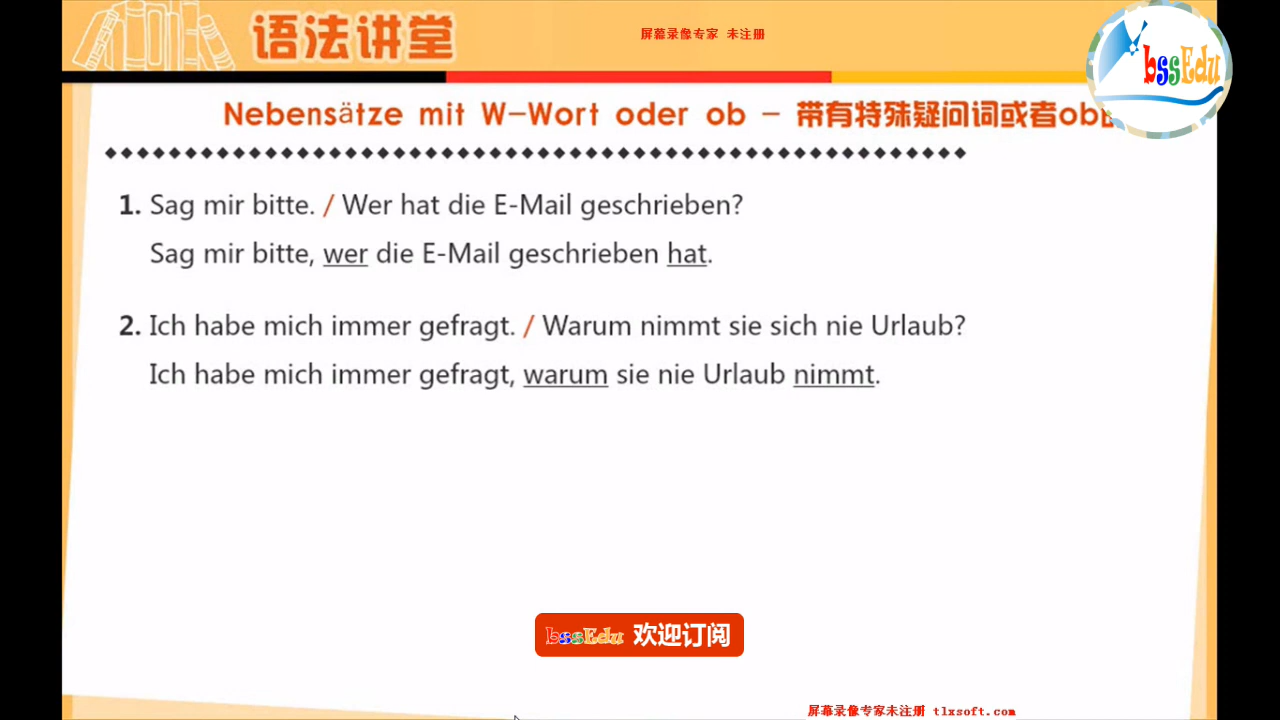 语法讲堂
屏幕录像专家 未注册
bssEdu
Nebensätze mit W-Wort oder ob - 带有特殊疑问词或者ob
1. Sag mir bitte. / Wer hat die E-Mail geschrieben?
Sag mir bitte, wer die E-Mail geschrieben hat.
2. Ich habe mich immer gefragt. / Warum nimmt sie sich nie Urlaub?
Ich habe mich immer gefragt, warum sie nie Urlaub nimmt.
bssEdu 欢迎订阅
屏幕录像专家未注册 tlxsoft.com